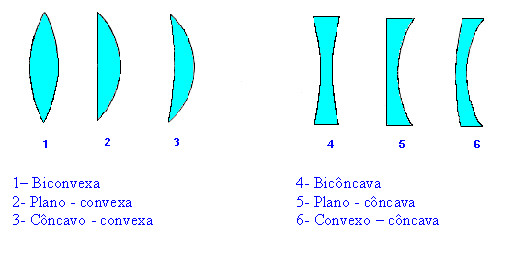 1 2 3 4 5 6
1– Biconvexa
2- Plano - convexa
3- Côncavo - convexa
4- Bicôncava
5- Plano - côncava
6- Convexo – côncava